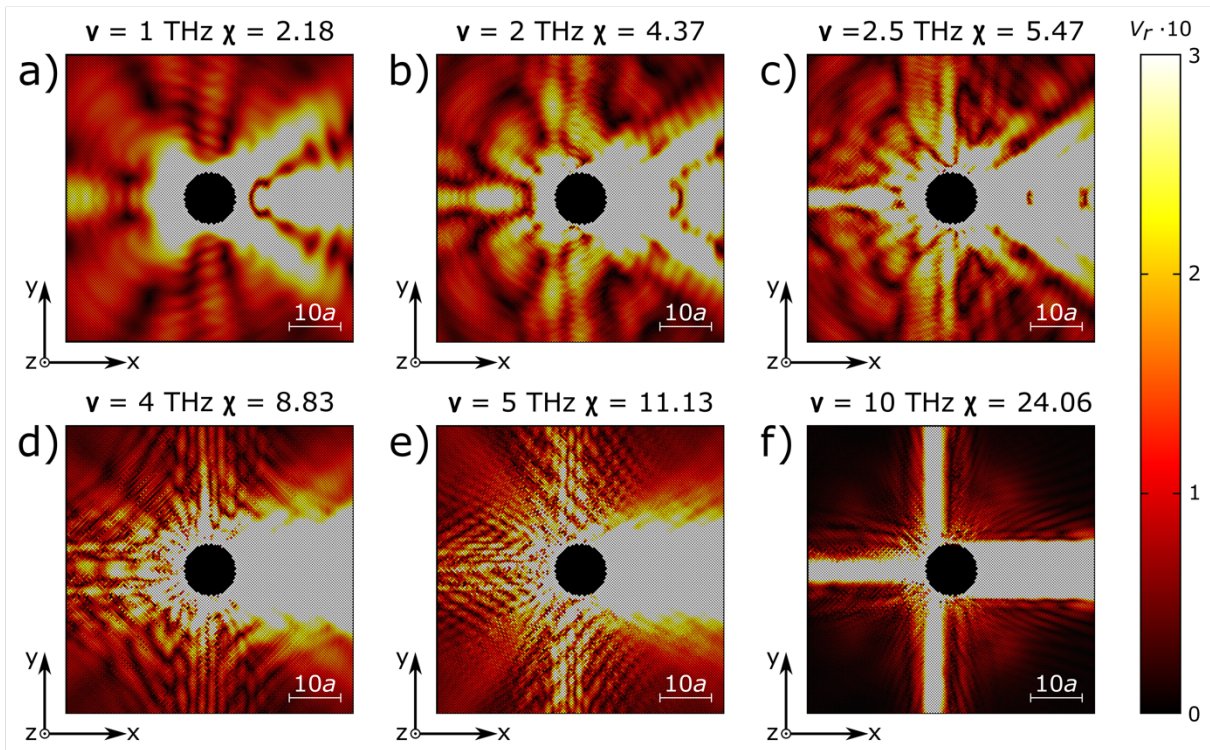 ν = 1 THz χ = 2.18
ν = 2 THz χ = 4.37
ν =2.5 THz χ = 5.47
V_r ·10
a)
b)
c)
3
2
1
0
y
z
x
10a
y
z
x
10a
y
z
x
10a
ν = 4 THz χ = 8.83
ν = 5 THz χ = 11.13
ν = 10 THz χ = 24.06
d)
e)
f)
y
z
x
10a
y
z
x
10a
y
z
x
10a